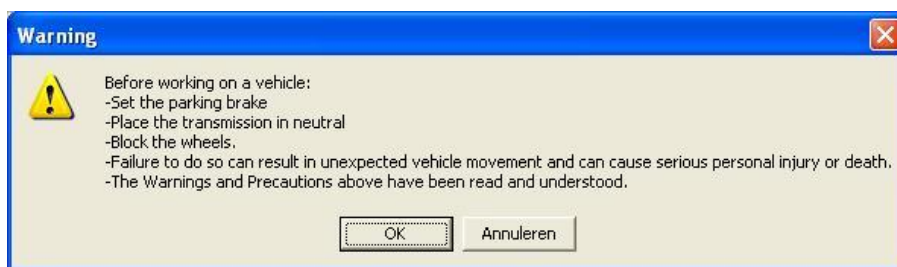 Warning
Before working on a vehicle:
-Set the parking brake
-Place the transmission in neutral
-Block the wheels.
-Failure to do so can result in unexpected vehicle movement and can cause serious personal injury or death.
-The Warnings and Precautions above have been read and understood.
OK
Annuleren